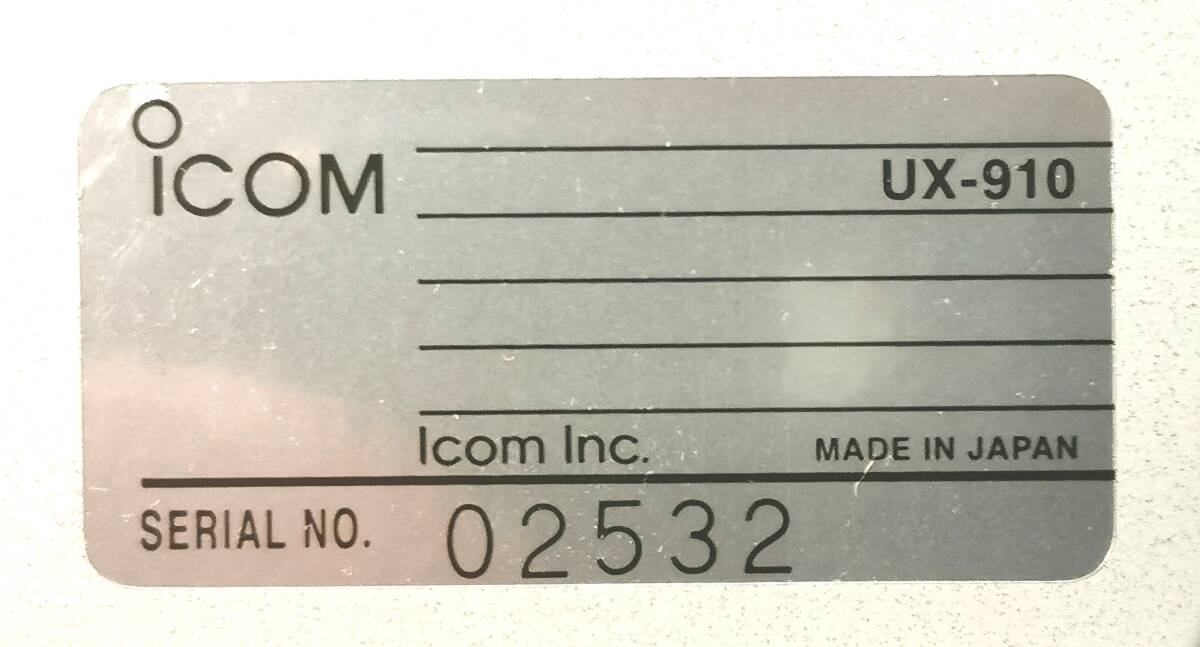 iCOM
UX-910
Icom Inc. MADE IN JAPAN
SERIAL NO. 02532